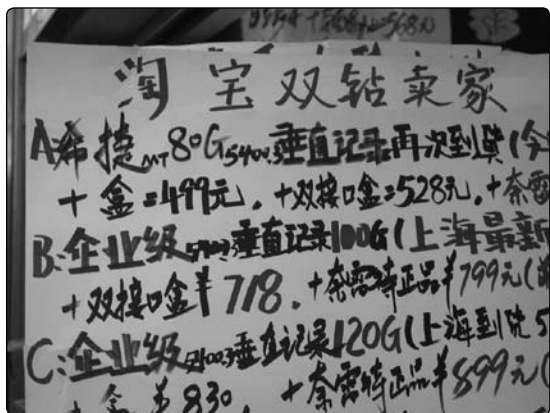 淘宝双钻卖家
A希捷MT80G5400.3垂直记录再次到货(今
+盒=499元.+双接口盒=528元.+奈雷
B:企业级5400.3垂直记录100G(上海最新
+双接口盒¥718.+奈雷特正品¥799元(
C:企业级5400.3垂直记录120G(上海到货5
+盒¥830.+奈雷特正品¥899元(